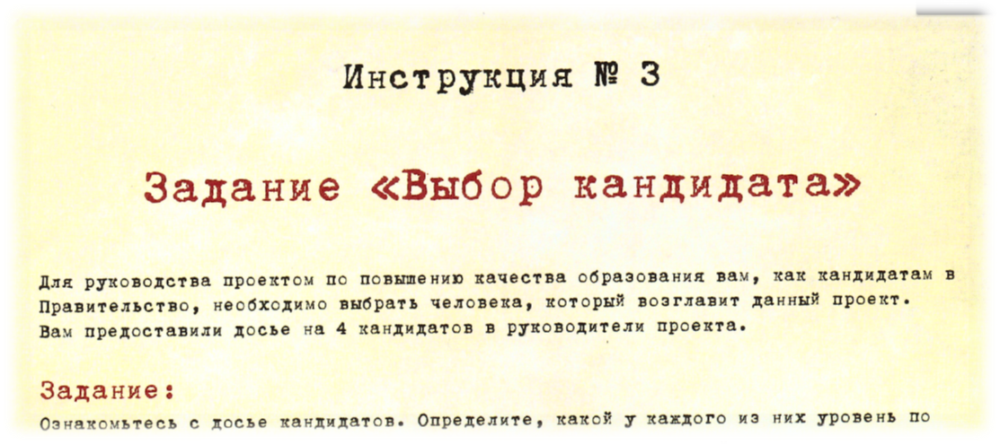 Инструкция № 3
Задание «Выбор кандидата»
Для руководства проектом по повышению качества образования вам, как кандидатам в
Правительство, необходимо выбрать человека, который возглавит данный проект.
Вам предоставили досье на 4 кандидатов в руководители проекта.
Задание:
Ознакомьтесь с досье кандидатов. Определите, какой у каждого из них уровень по